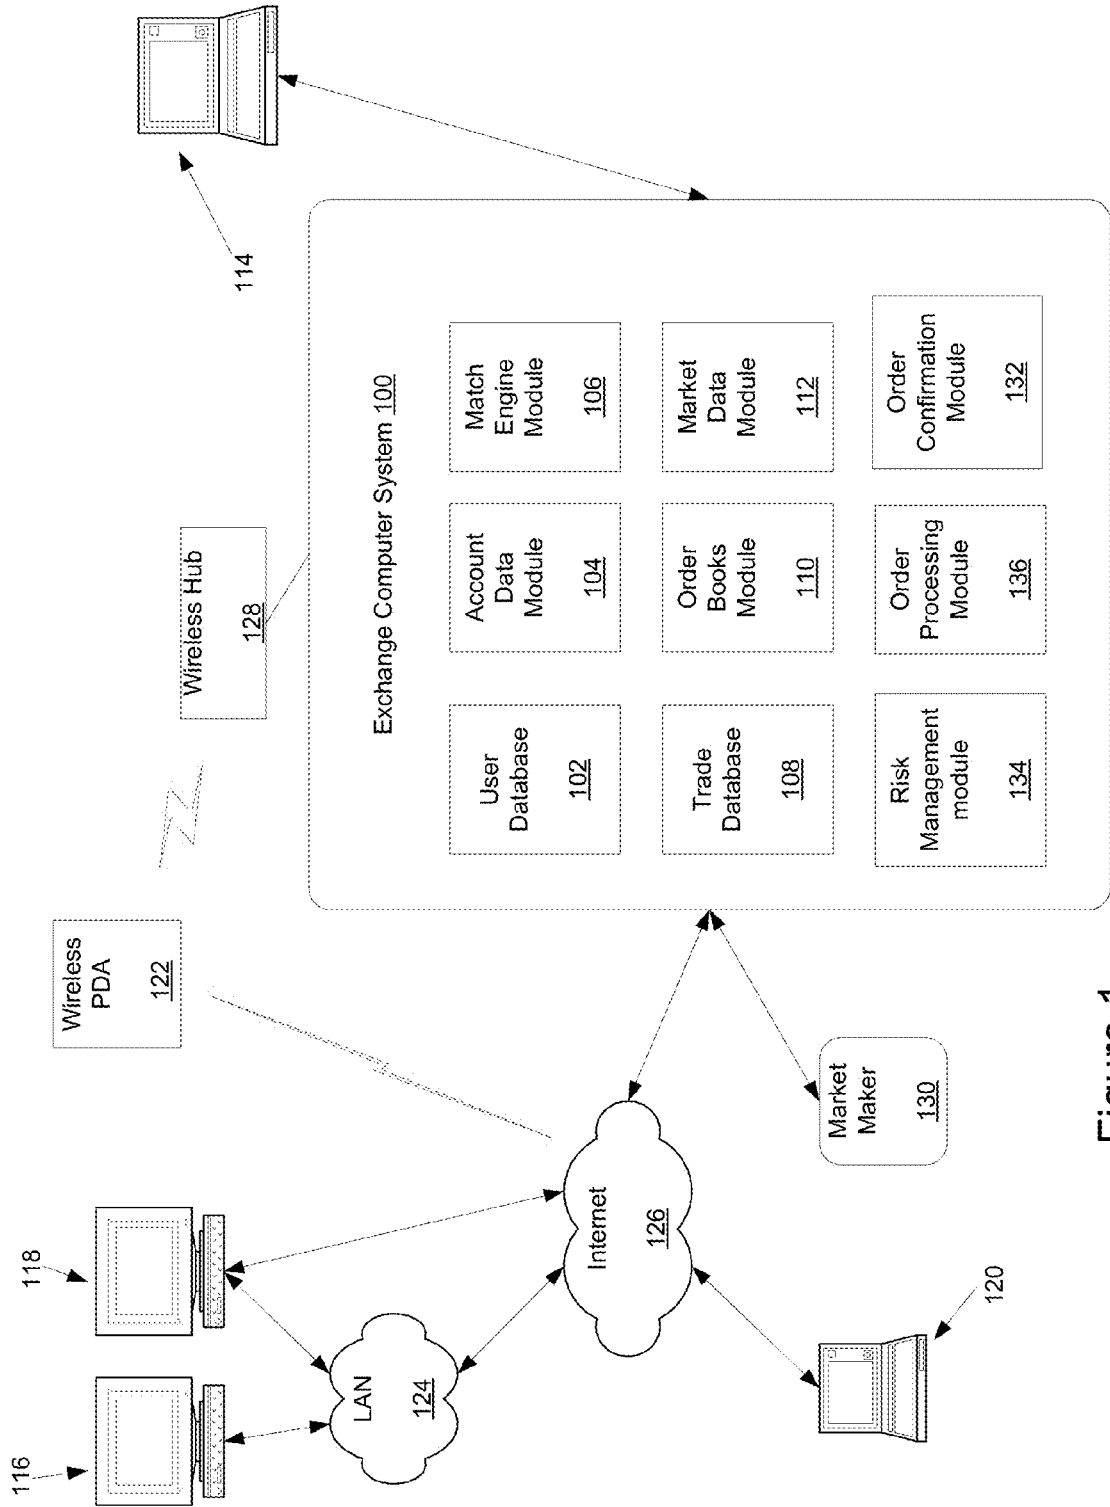 114
Wireless Hub
128
Wireless
PDA
122
118
116
Exchange Computer System 100
User
Database
102
Account
Data
Module
104
Match
Engine
Module
106
Trade
Database
108
Order
Books
Module
110
Market
Data
Module
112
Risk
Management
module
134
Order
Processing
Module
136
Order
Confirmation
Module
132
LAN
124
Internet
126
Market
Maker
130
120
Figure 1